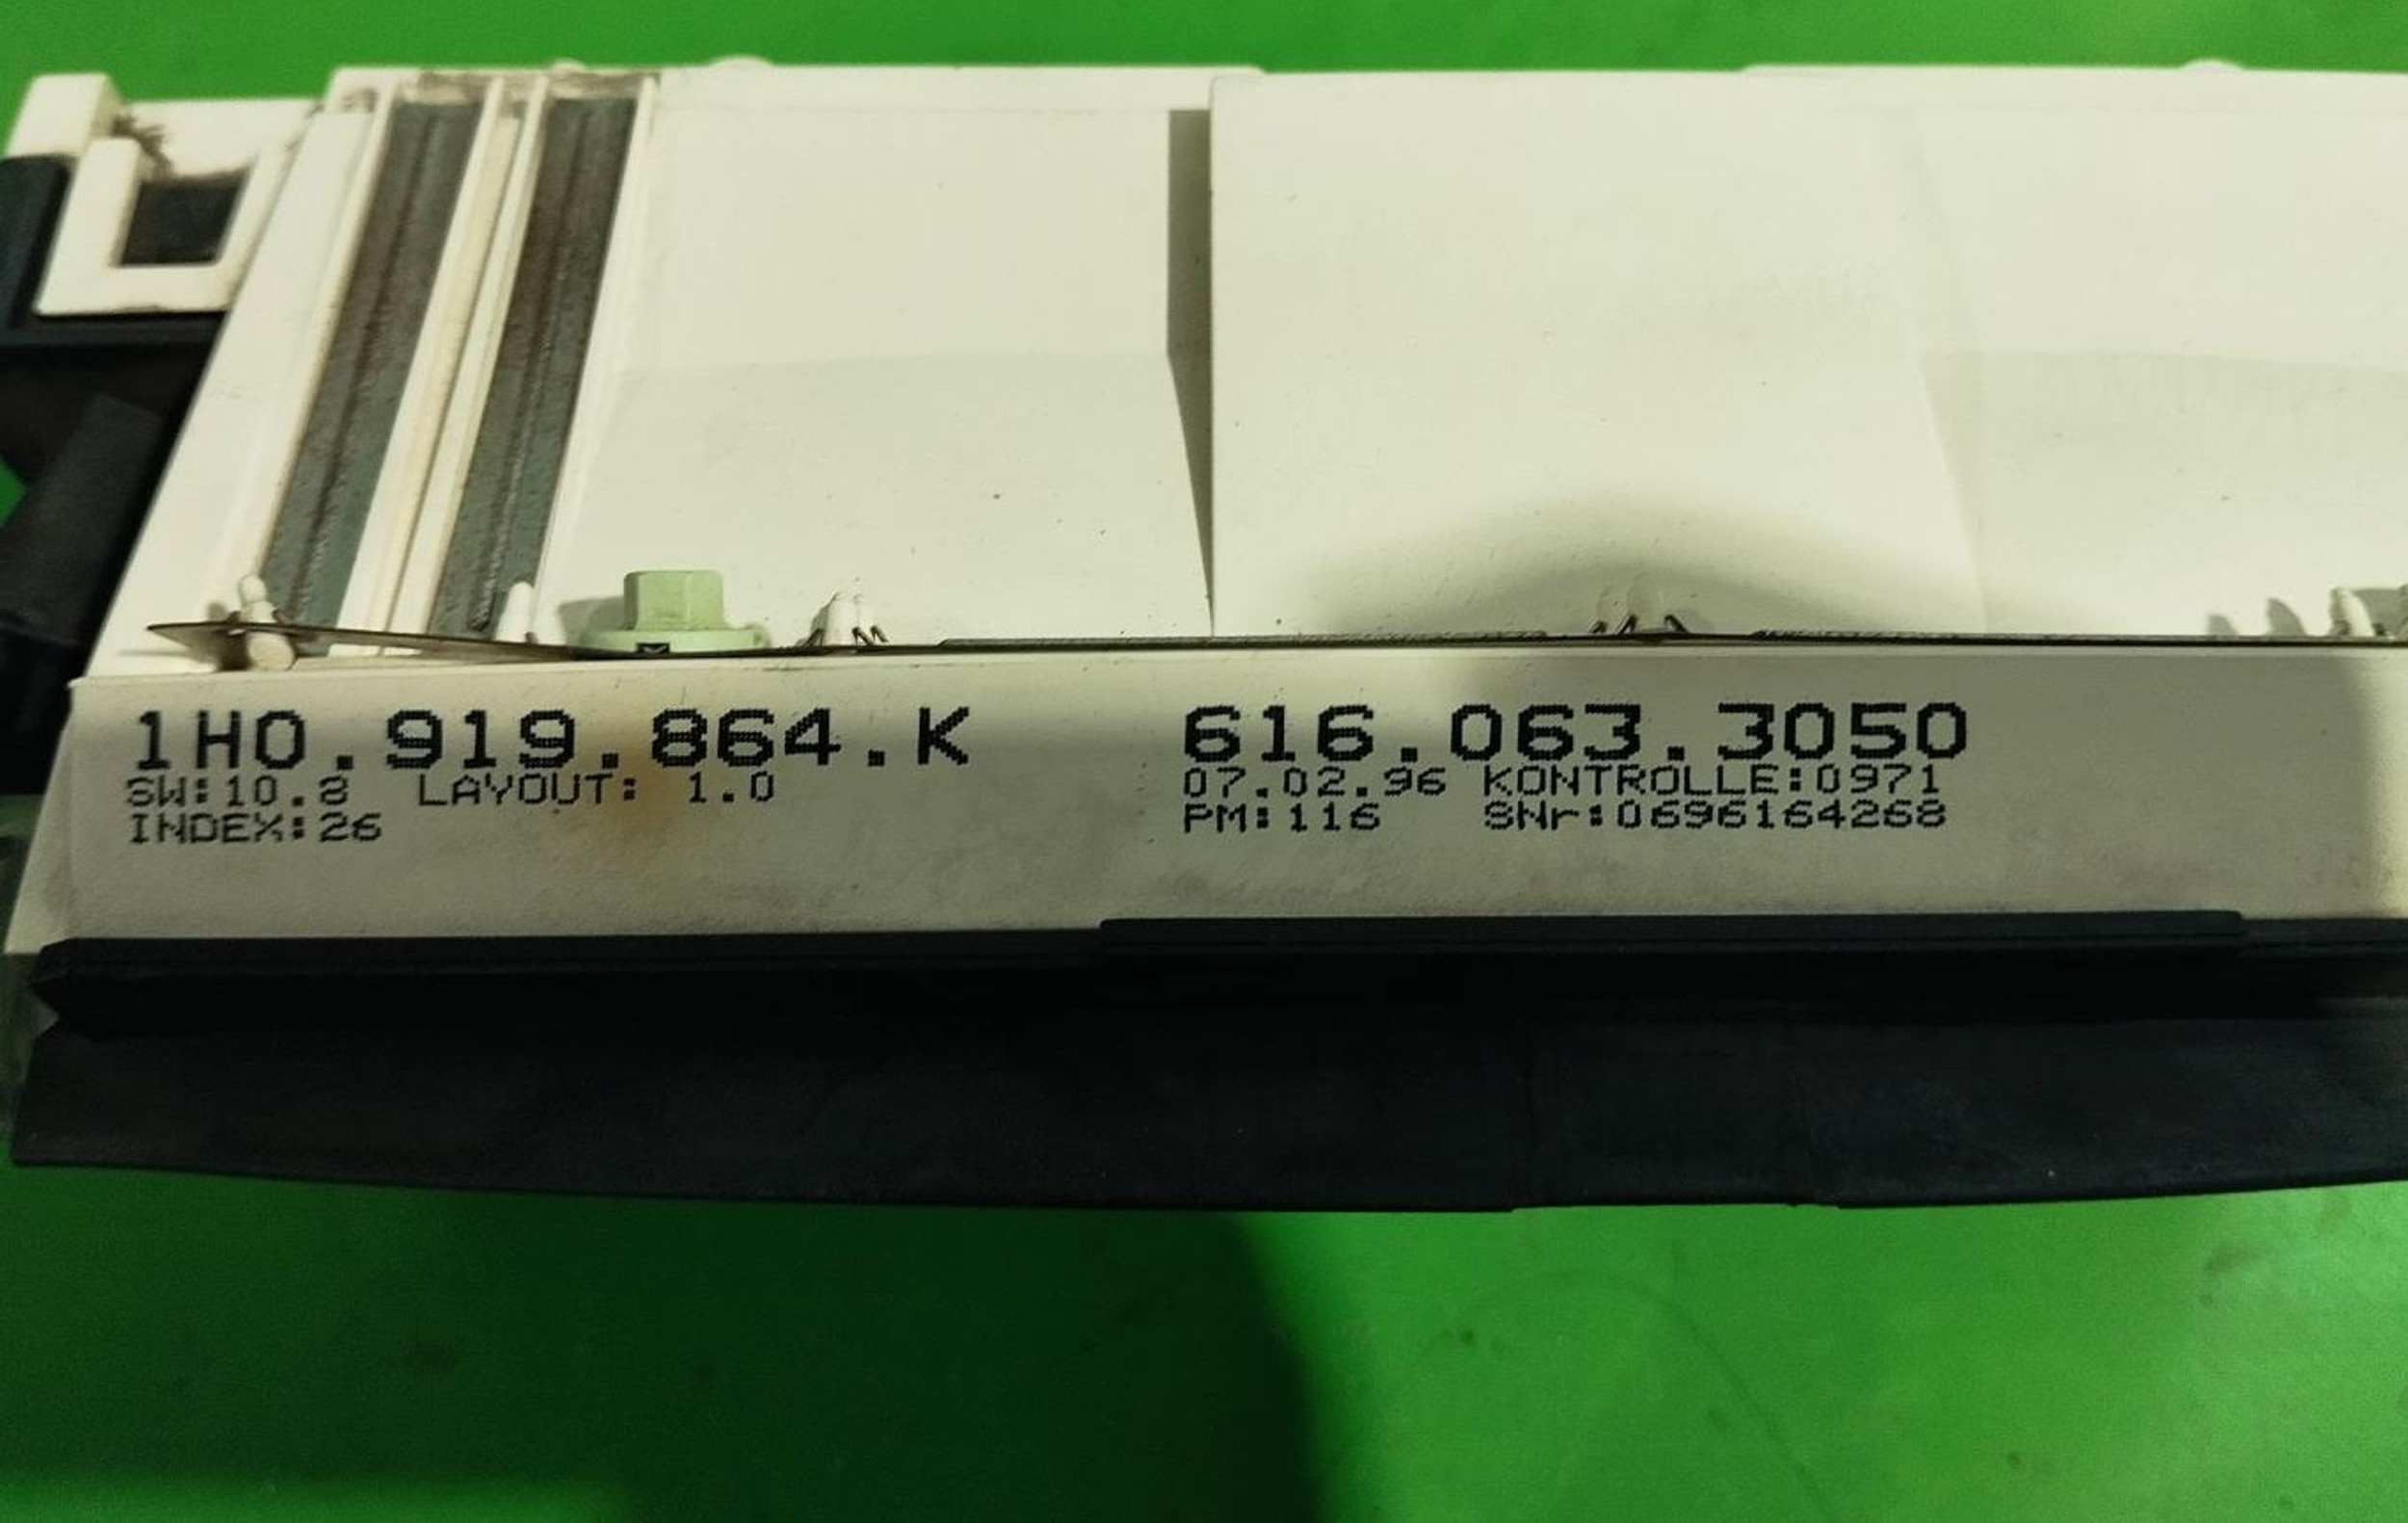 1H0.919.864.K
SW:10.2 LAYOUT: 1.0
INDEX:26
616.063.3050
07.02.96 KONTROLLE:0971
PM:116 SNr:0696164268